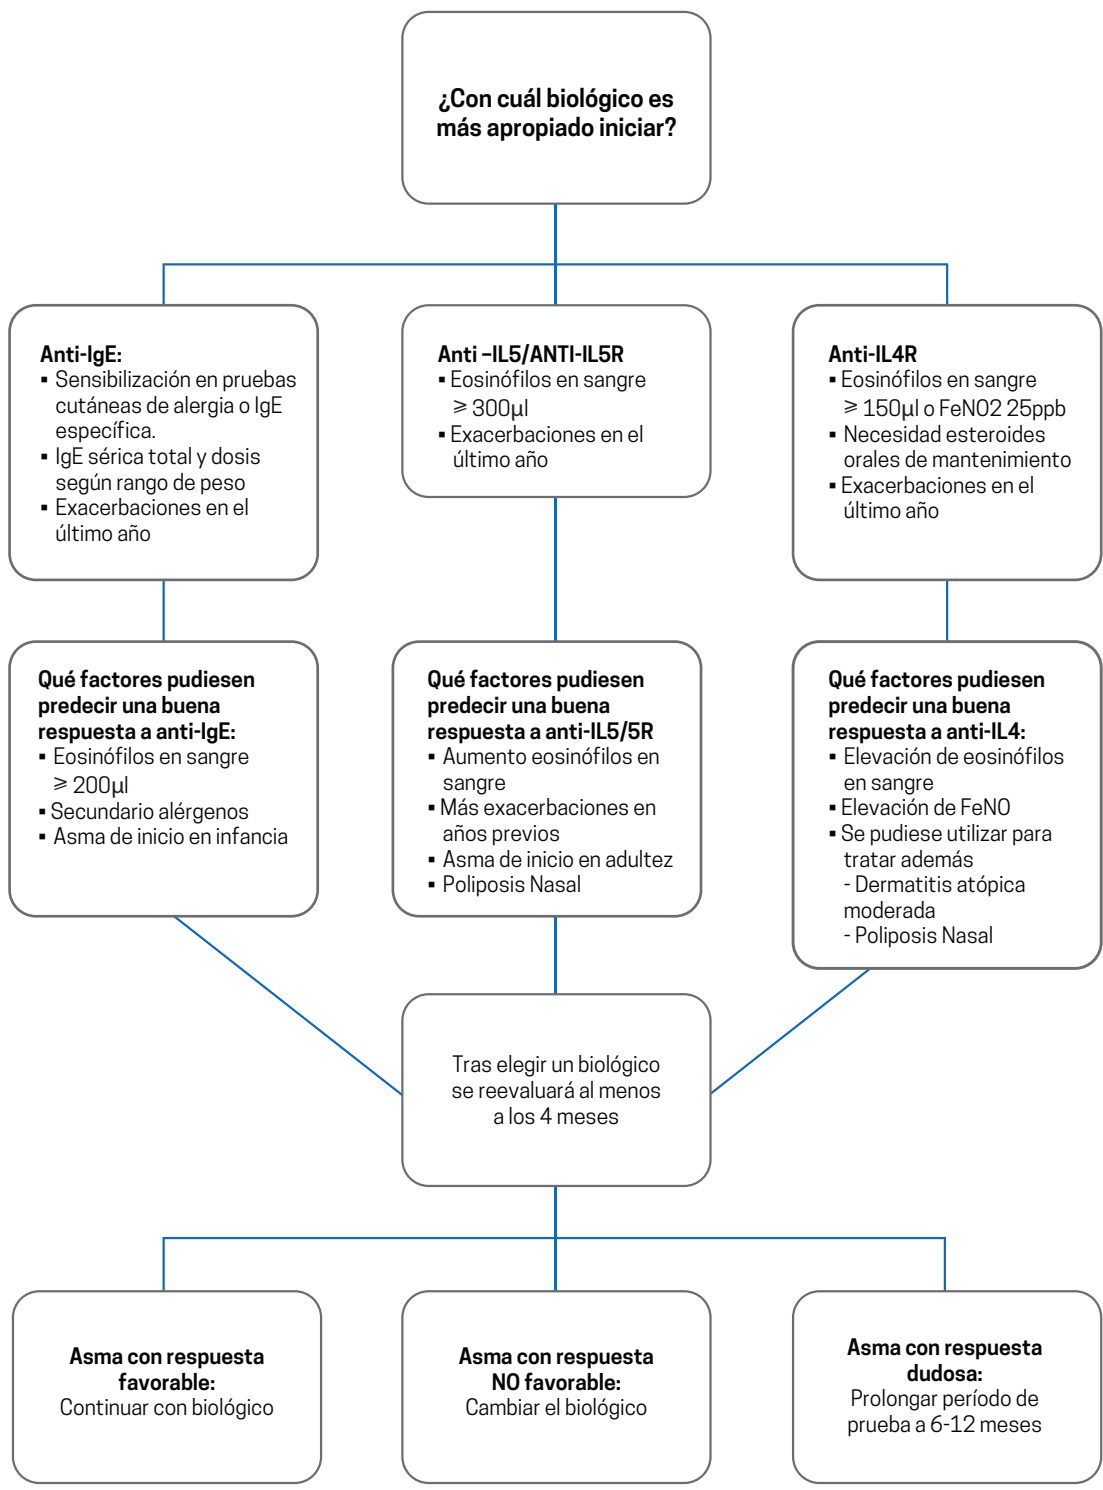 ¿Con cuál biológico es
más apropiado iniciar?
Anti-IgE:
▪ Sensibilización en pruebas
cutáneas de alergia o IgE
específica.
▪ IgE sérica total y dosis
según rango de peso
▪ Exacerbaciones en el
último año
Anti –IL5/ANTI-IL5R
▪ Eosinófilos en sangre
⩾ 300μl
▪ Exacerbaciones en el
último año
Anti-IL4R
▪ Eosinófilos en sangre
⩾ 150μl o FeNO2 25ppb
▪ Necesidad esteroides
orales de mantenimiento
▪ Exacerbaciones en el
último año
Qué factores pudiesen
predecir una buena
respuesta a anti-IgE:
▪ Eosinófilos en sangre
⩾ 200μl
▪ Secundario alérgenos
▪ Asma de inicio en infancia
Qué factores pudiesen
predecir una buena
respuesta a anti-IL5/5R
▪ Aumento eosinófilos en
sangre
▪ Más exacerbaciones en
años previos
▪ Asma de inicio en adultez
▪ Poliposis Nasal
Qué factores pudiesen
predecir una buena
respuesta a anti-IL4:
▪ Elevación de eosinófilos
en sangre
▪ Elevación de FeNO
▪ Se pudiese utilizar para
tratar además
- Dermatitis atópica
moderada
- Poliposis Nasal
Tras elegir un biológico
se reevaluará al menos
a los 4 meses
Asma con respuesta
favorable:
Continuar con biológico
Asma con respuesta
NO favorable:
Cambiar el biológico
Asma con respuesta
dudosa:
Prolongar período de
prueba a 6-12 meses